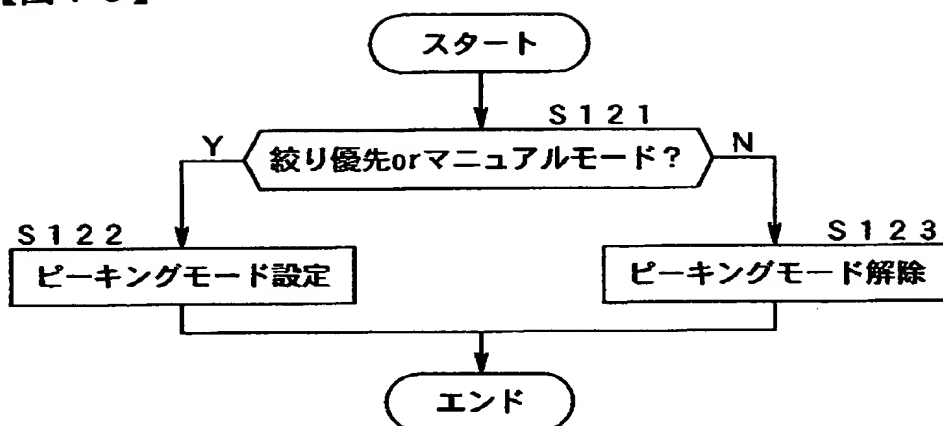 スタート
S121
Y
絞り優先orマニュアルモード?
N
S122
ピーキングモード設定
S123
ピーキングモード解除
エンド